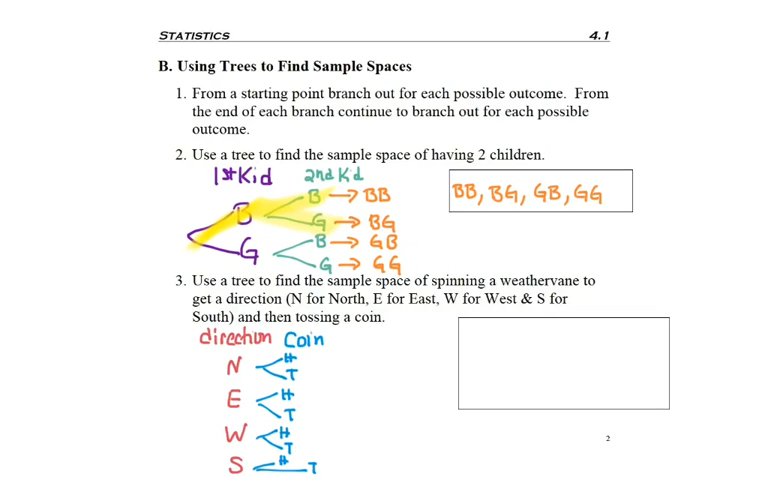 STATISTICS 4.1
B. Using Trees to Find Sample Spaces
1. From a starting point branch out for each possible outcome. From
the end of each branch continue to branch out for each possible
outcome.
2. Use a tree to find the sample space of having 2 children.
1st Kid 2nd Kid
B → BB
B
G → BG
B → GB
G
G → GG
BB, BG, GB, GG
3. Use a tree to find the sample space of spinning a weathervane to
get a direction (N for North, E for East, W for West & S for
South) and then tossing a coin.
direction Coin
N H
T
E H
T
W H
T
S H T
2